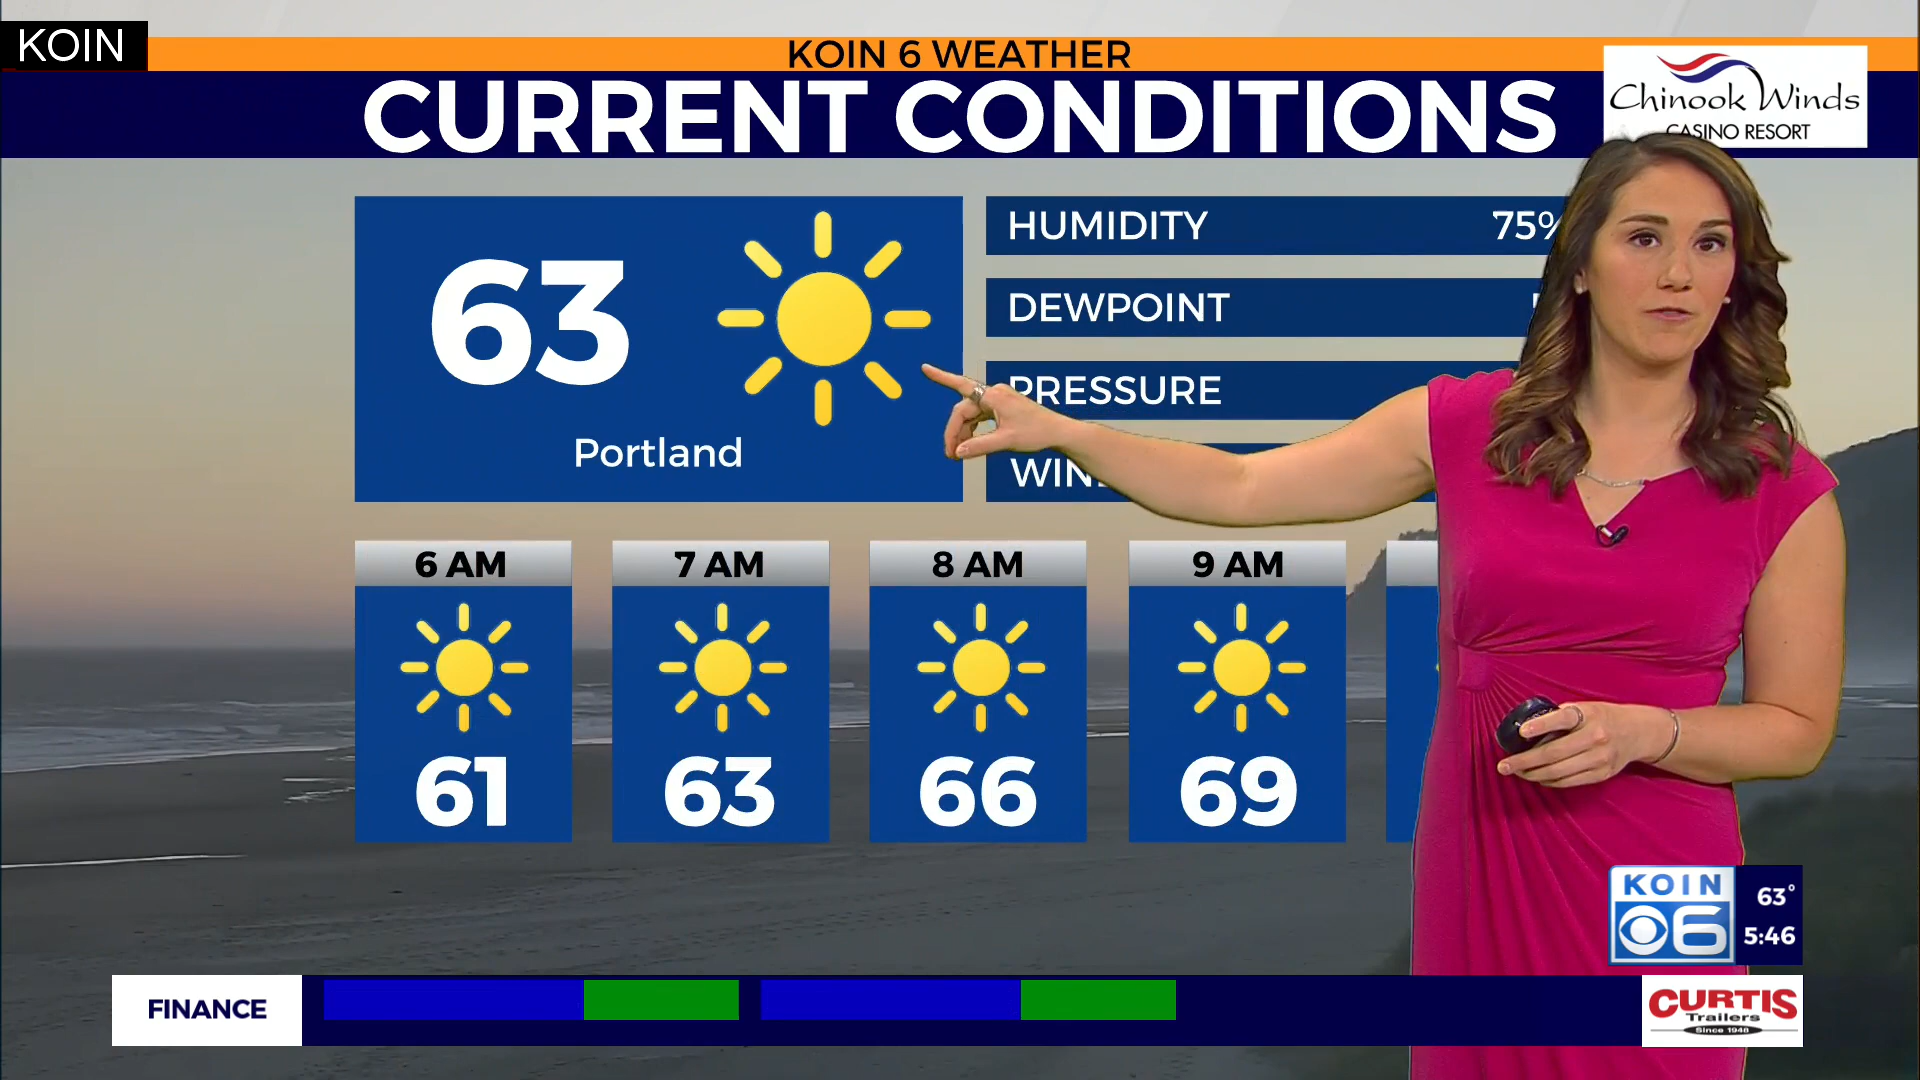 KOIN
KOIN 6 WEATHER
CURRENT CONDITIONS
Chinook Winds
CASINO RESORT
63
Portland
HUMIDITY 75%
DEWPOINT
PRESSURE
6 AM
7 AM
8 AM
9 AM
61
63
66
69
KOIN
6
63°
5:46
FINANCE
CURTIS
Trailers
Since 1948